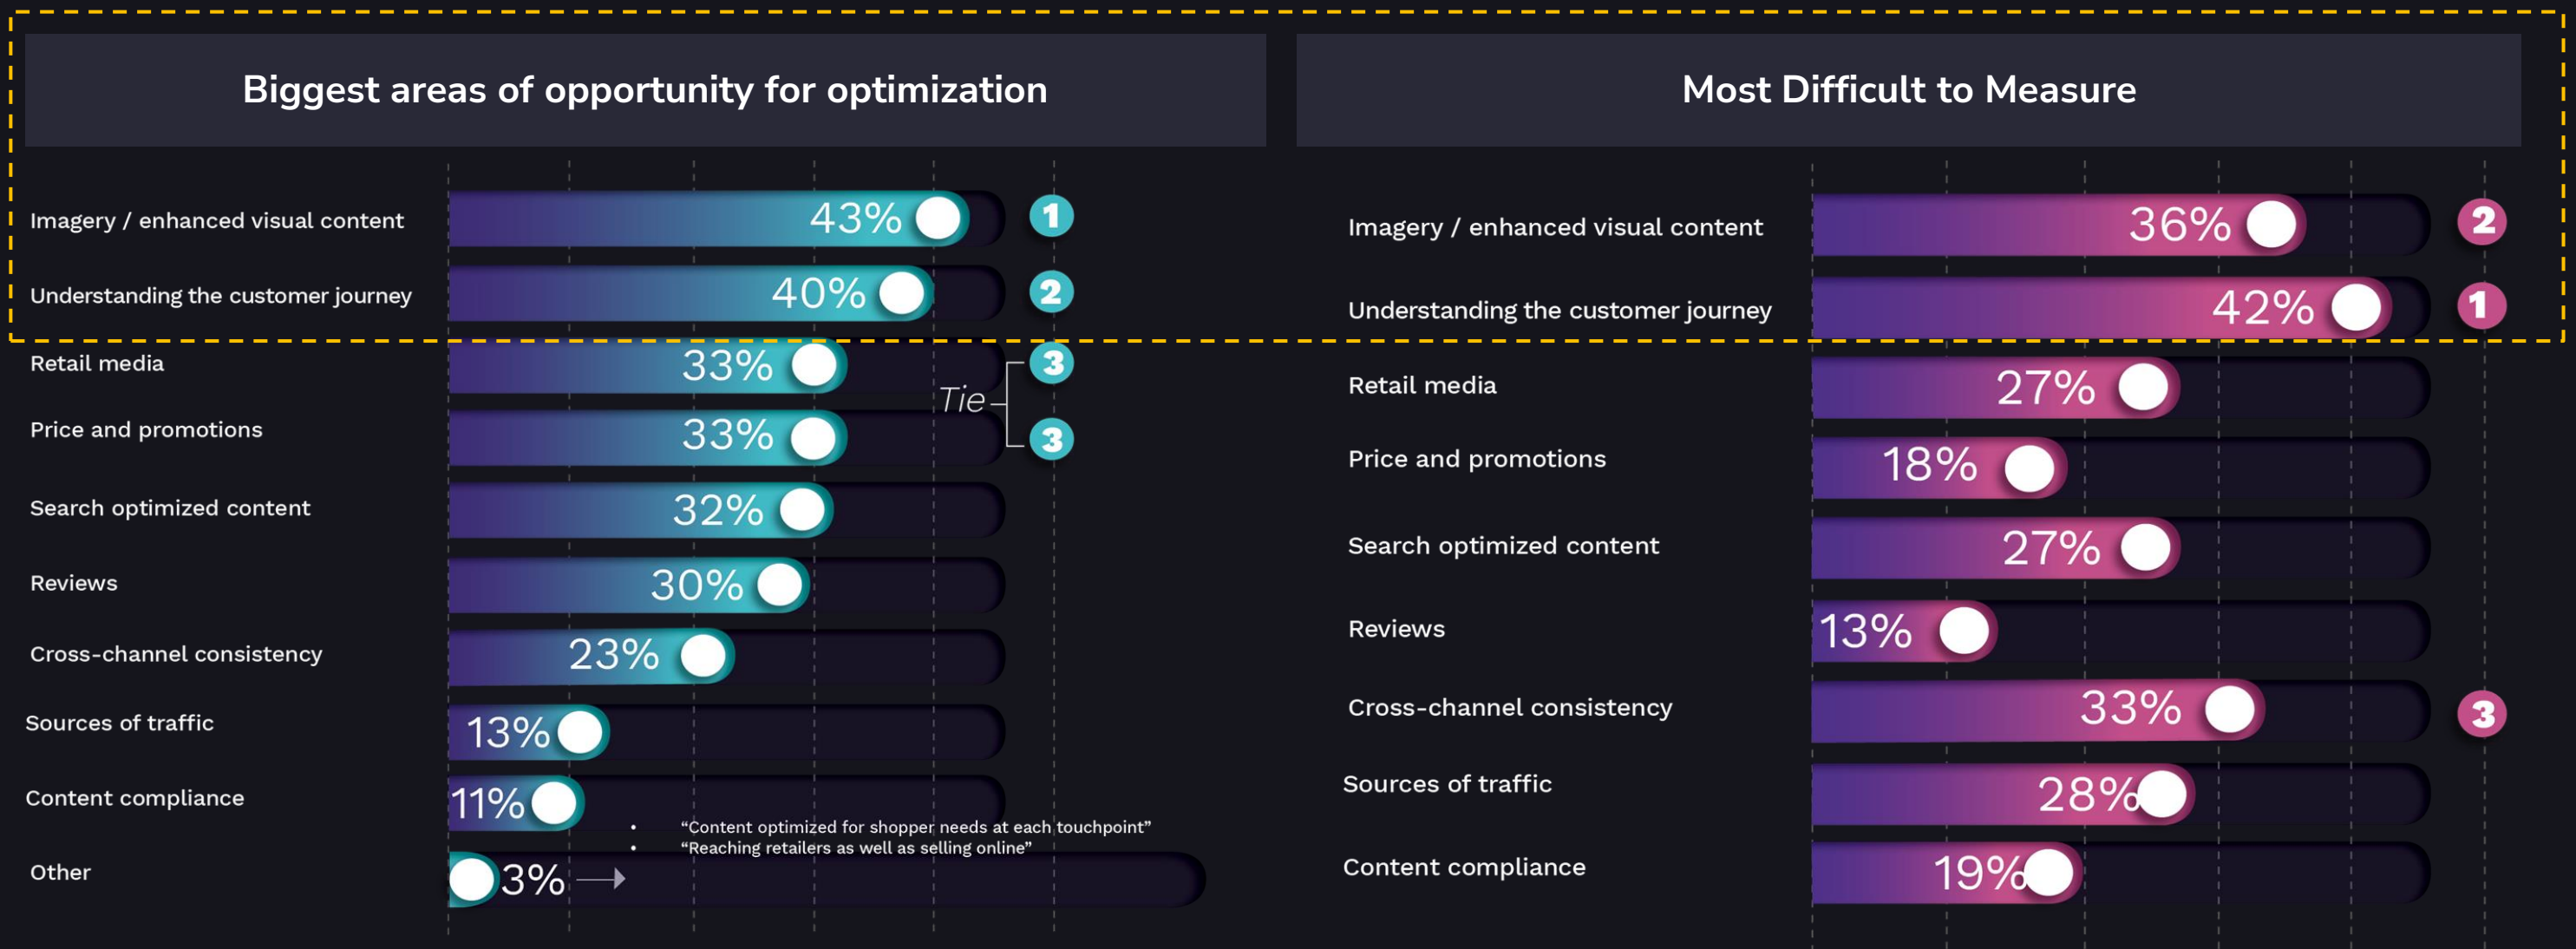 Biggest areas of opportunity for optimization
Imagery / enhanced visual content
43%
1
Understanding the customer journey
40%
2
Retail media
33%
3
Tie
Price and promotions
33%
3
Search optimized content
32%
Reviews
30%
Cross-channel consistency
23%
Sources of traffic
13%
Content compliance
11%
• “Content optimized for shopper needs at each touchpoint”
• “Reaching retailers as well as selling online”
Other
3%
Most Difficult to Measure
Imagery / enhanced visual content
36%
2
Understanding the customer journey
42%
1
Retail media
27%
Price and promotions
18%
Search optimized content
27%
Reviews
13%
Cross-channel consistency
33%
3
Sources of traffic
28%
Content compliance
19%